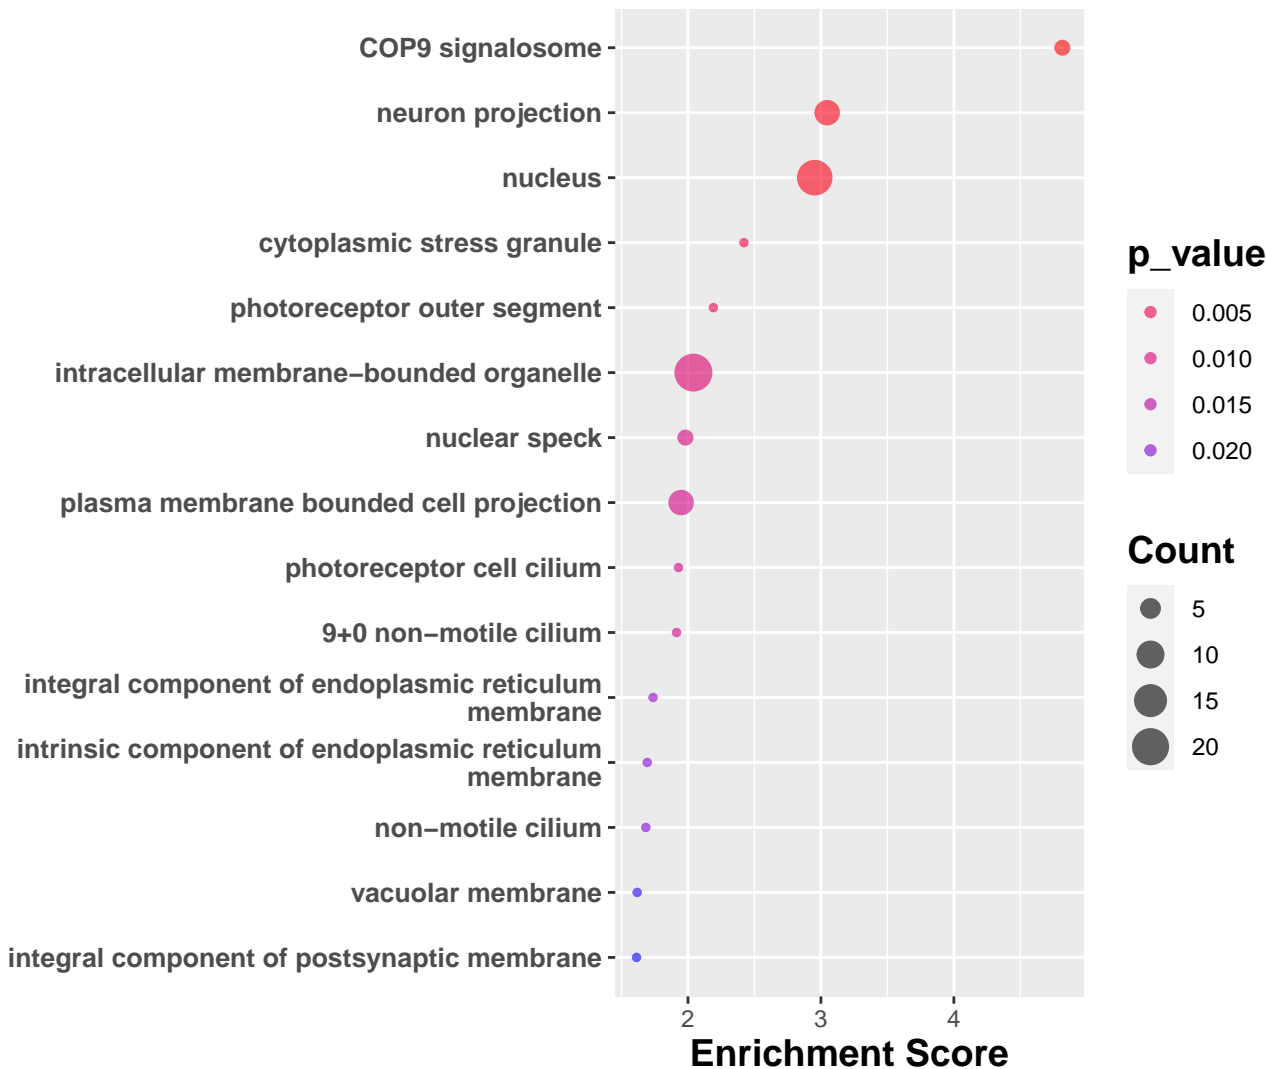 COP9 signalosome
neuron projection
nucleus
cytoplasmic stress granule
photoreceptor outer segment
intracellular membrane−bounded organelle
nuclear speck
plasma membrane bounded cell projection
photoreceptor cell cilium
9+0 non−motile cilium
integral component of endoplasmic reticulum
membrane
intrinsic component of endoplasmic reticulum
membrane
non−motile cilium
vacuolar membrane
integral component of postsynaptic membrane
2 3 4
Enrichment Score
p_value
0.005
0.010
0.015
0.020
Count
5
10
15
20